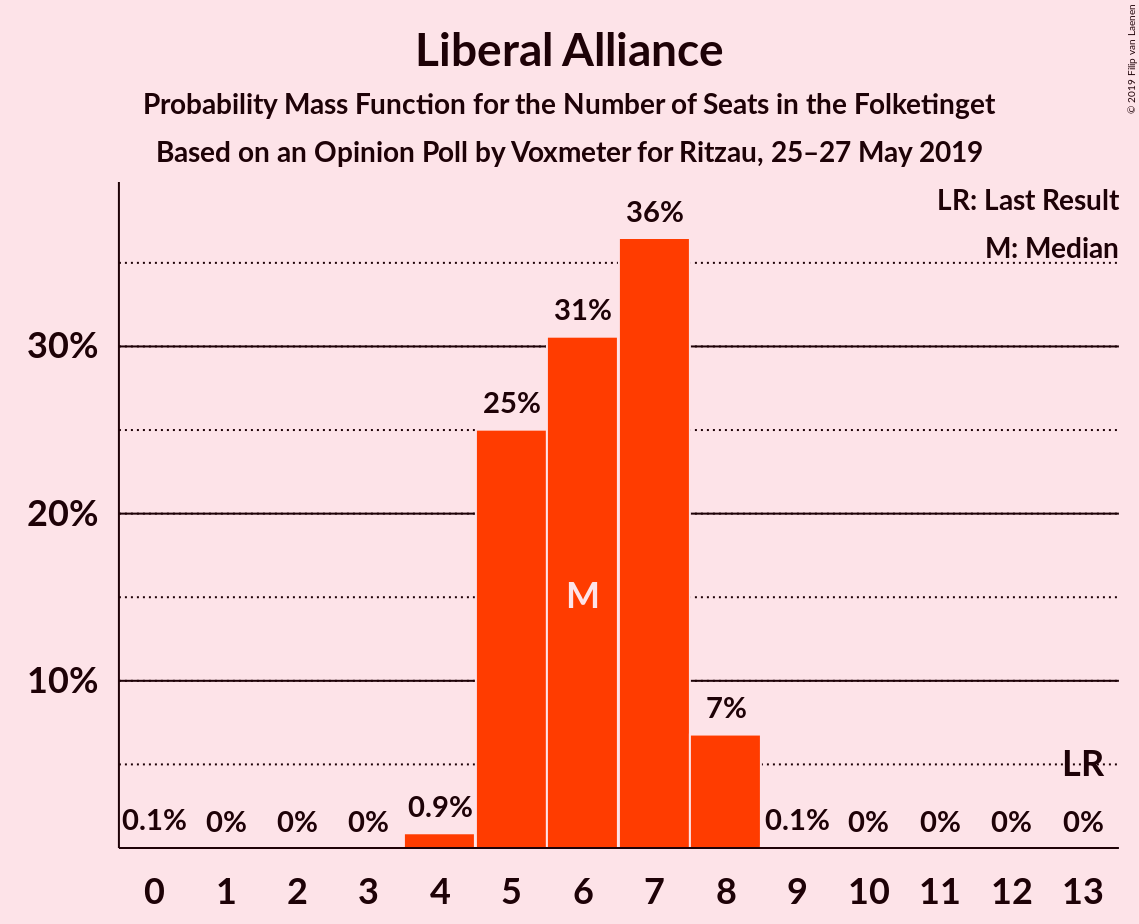 Liberal Alliance
Probability Mass Function for the Number of Seats in the Folketinget
Based on an Opinion Poll by Voxmeter for Ritzau, 25–27 May 2019
© 2019 Filip van Laenen
LR: Last Result
M: Median
36%
31%
30%
25%
20%
M
10%
7%
LR
0.9%
0.1% 0% 0% 0% 0.1% 0% 0% 0% 0%
0 1 2 3 4 5 6 7 8 9 10 11 12 13